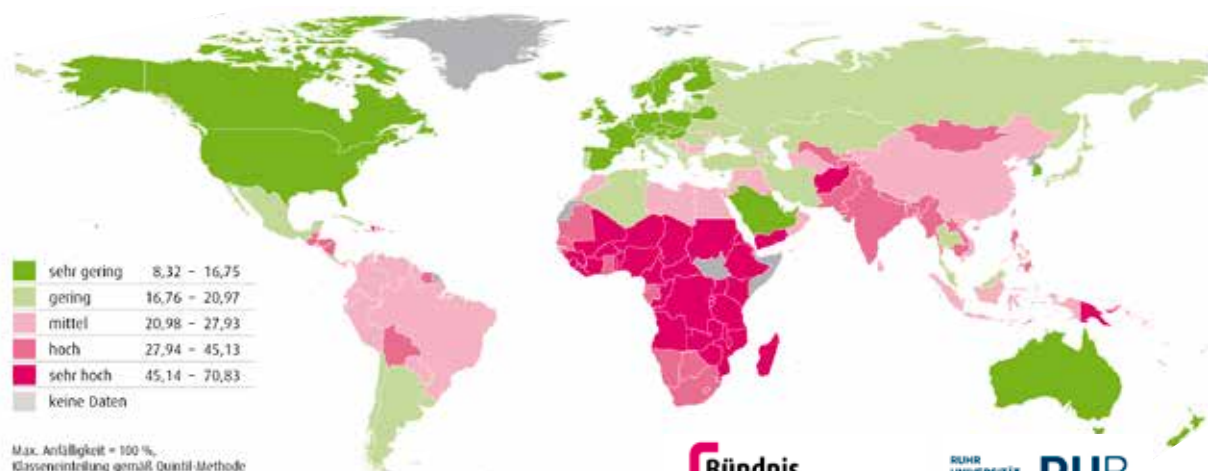 sehr gering 8,32 – 16,75
gering 16,76 – 20,97
mittel 20,98 – 27,93
hoch 27,94 – 45,13
sehr hoch 45,14 – 70,83
keine Daten
Max. Anfälligkeit = 100 %,
Klasseneinteilung gemäß Quintil-Methode
Bündnis
RUHR
UNIVERSITÄT
RUB